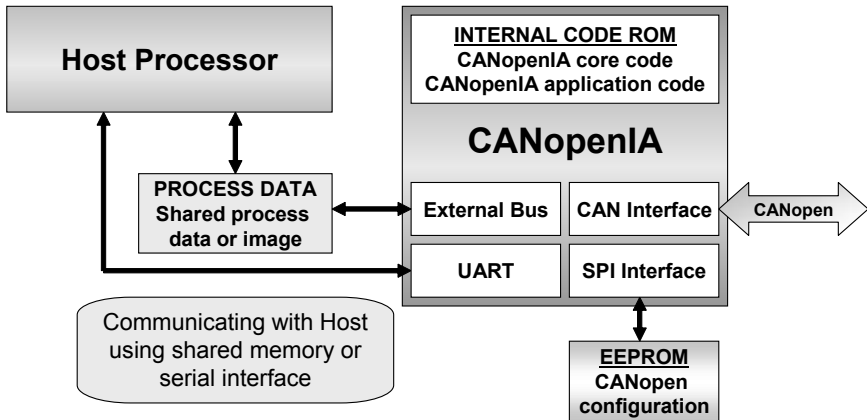 Host Processor
INTERNAL CODE ROM
CANopenIA core code
CANopenIA application code
CANopenIA
PROCESS DATA
Shared process
data or image
External Bus
CAN Interface
CANopen
UART
SPI Interface
Communicating with Host
using shared memory or
serial interface
EEPROM
CANopen
configuration